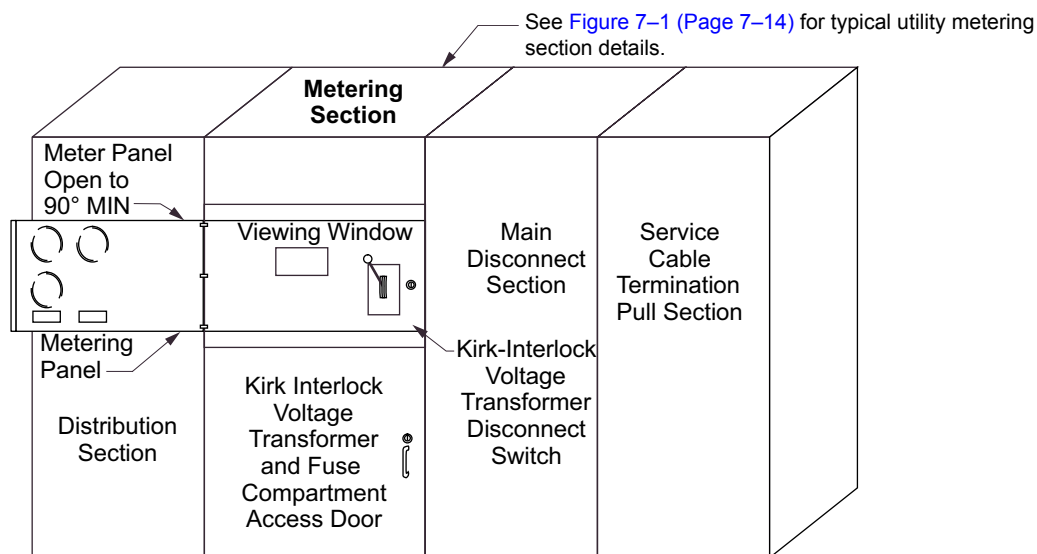 See Figure 7–1 (Page 7–14) for typical utility metering
section details.
Metering
Section
Meter Panel
Open to
90° MIN
Viewing Window
Main
Disconnect
Section
Service
Cable
Termination
Pull Section
Metering
Panel
Kirk-Interlock
Voltage
Transformer
Disconnect
Switch
Kirk Interlock
Voltage
Transformer
and Fuse
Compartment
Access Door
Distribution
Section